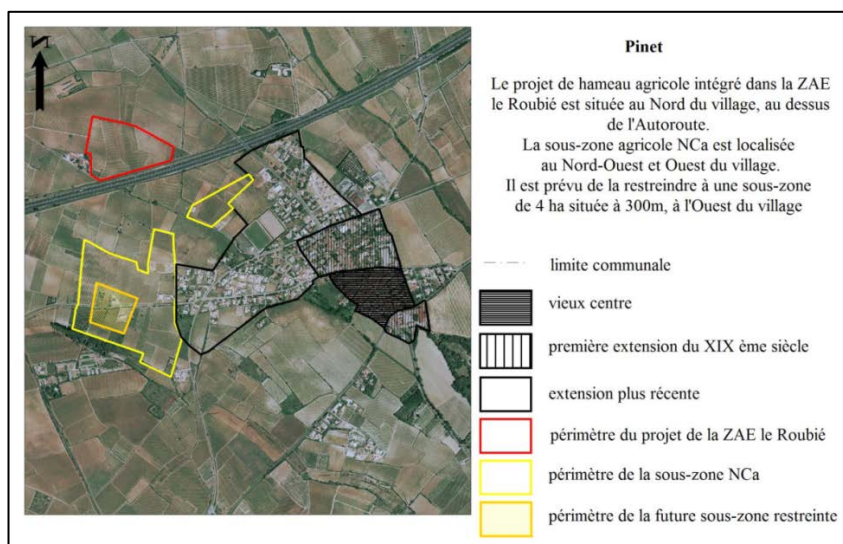 N
Pinet
Le projet de hameau agricole intégré dans la ZAE
le Roubié est située au Nord du village, au dessus
de l'Autoroute.
La sous-zone agricole NCa est localisée
au Nord-Ouest et Ouest du village.
Il est prévu de la restreindre à une sous-zone
de 4 ha située à 300m, à l'Ouest du village
limite communale
vieux centre
première extension du XIX ème siècle
extension plus récente
périmètre du projet de la ZAE le Roubié
périmètre de la sous-zone NCa
périmètre de la future sous-zone restreinte